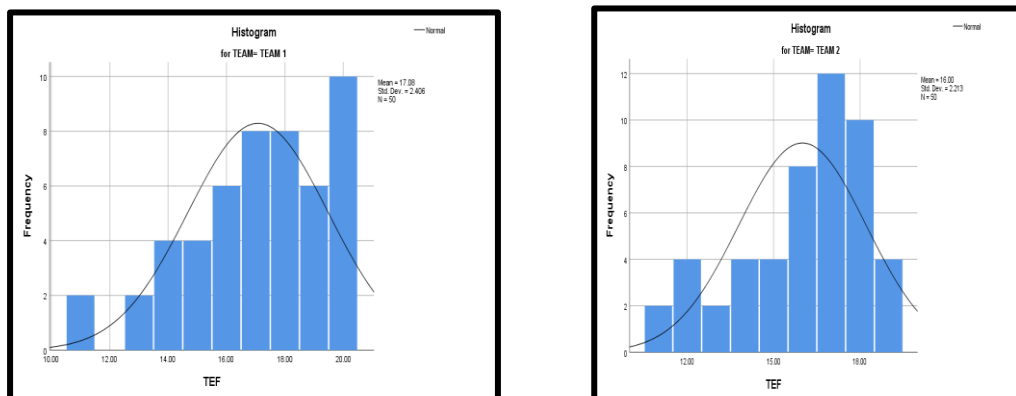 Histogram
Normal
for TEAM= TEAM 1
Mean = 17.08
Std. Dev. = 2.406
N = 50
10
8
6
4
2
0
Frequency
10.00 12.00 14.00 16.00 18.00 20.00
TEF
Histogram
Normal
for TEAM= TEAM 2
Mean = 16.00
Std. Dev. = 2.213
N = 50
12
10
8
6
4
2
0
Frequency
12.00 15.00 18.00
TEF